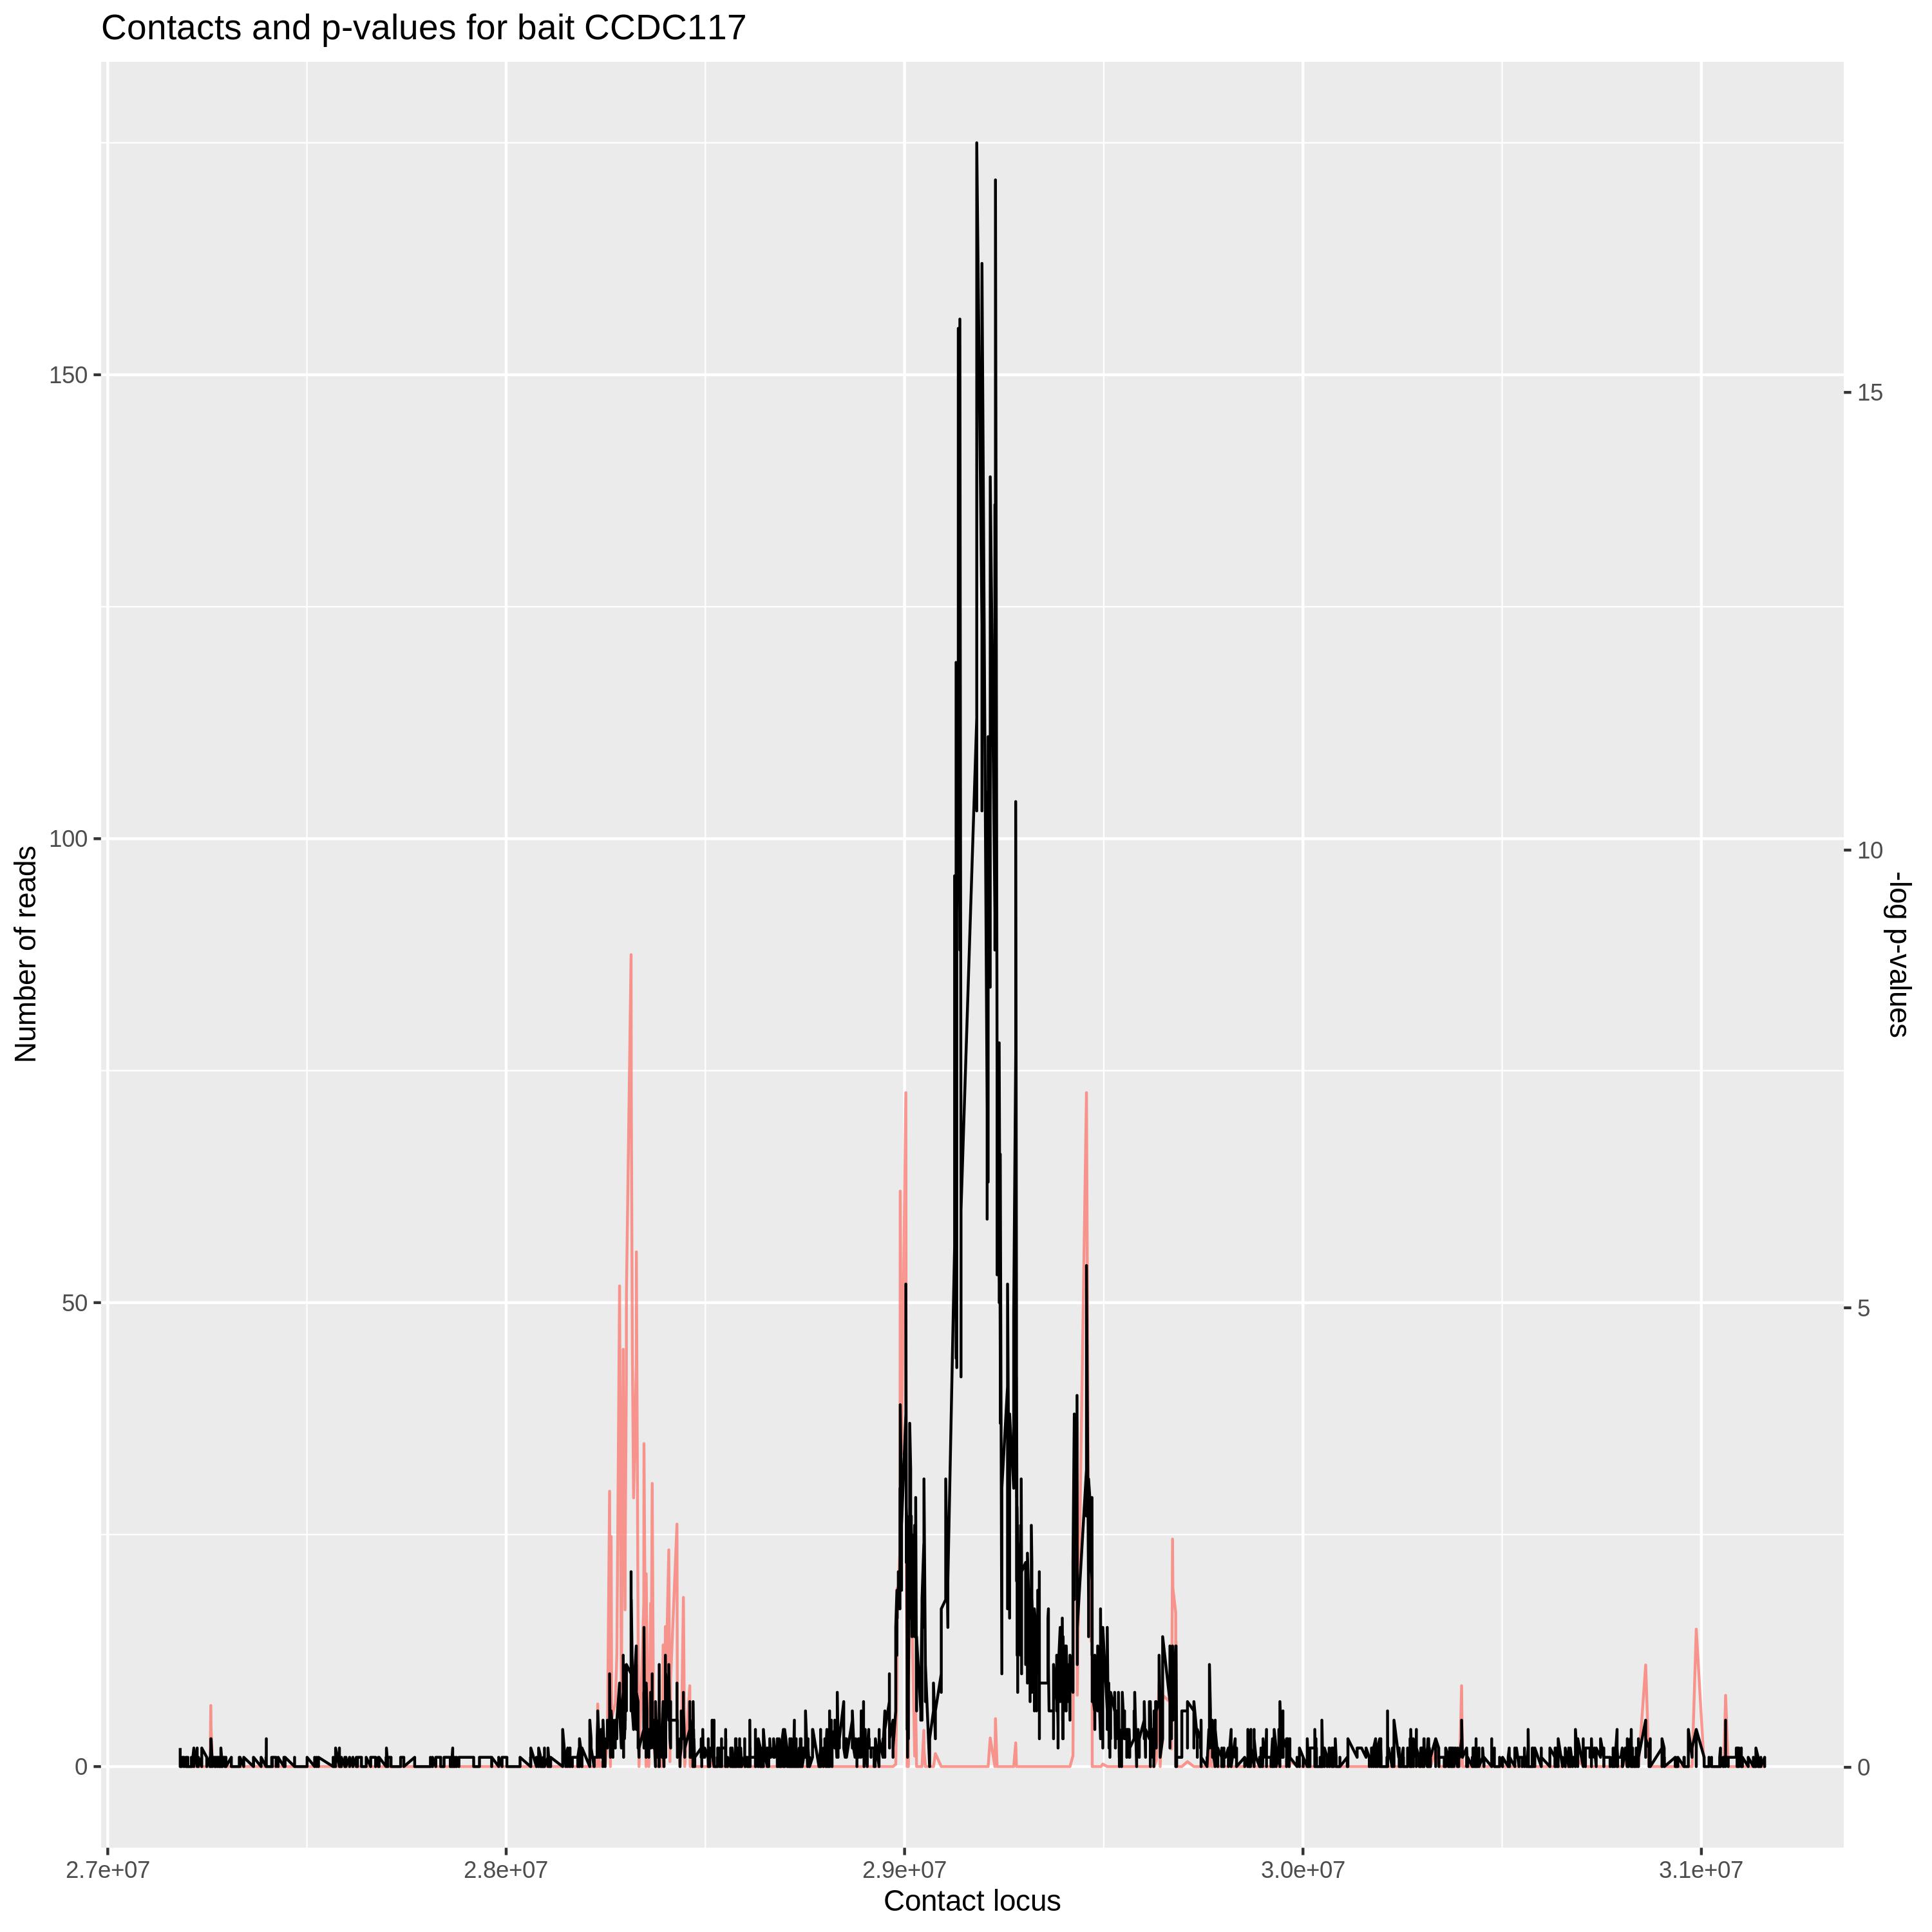 Contacts and p-values for bait CCDC117
150
100
50
0
Number of reads
15
10
5
0
-log p-values
2.7e+07
2.8e+07
2.9e+07
3.0e+07
3.1e+07
Contact locus